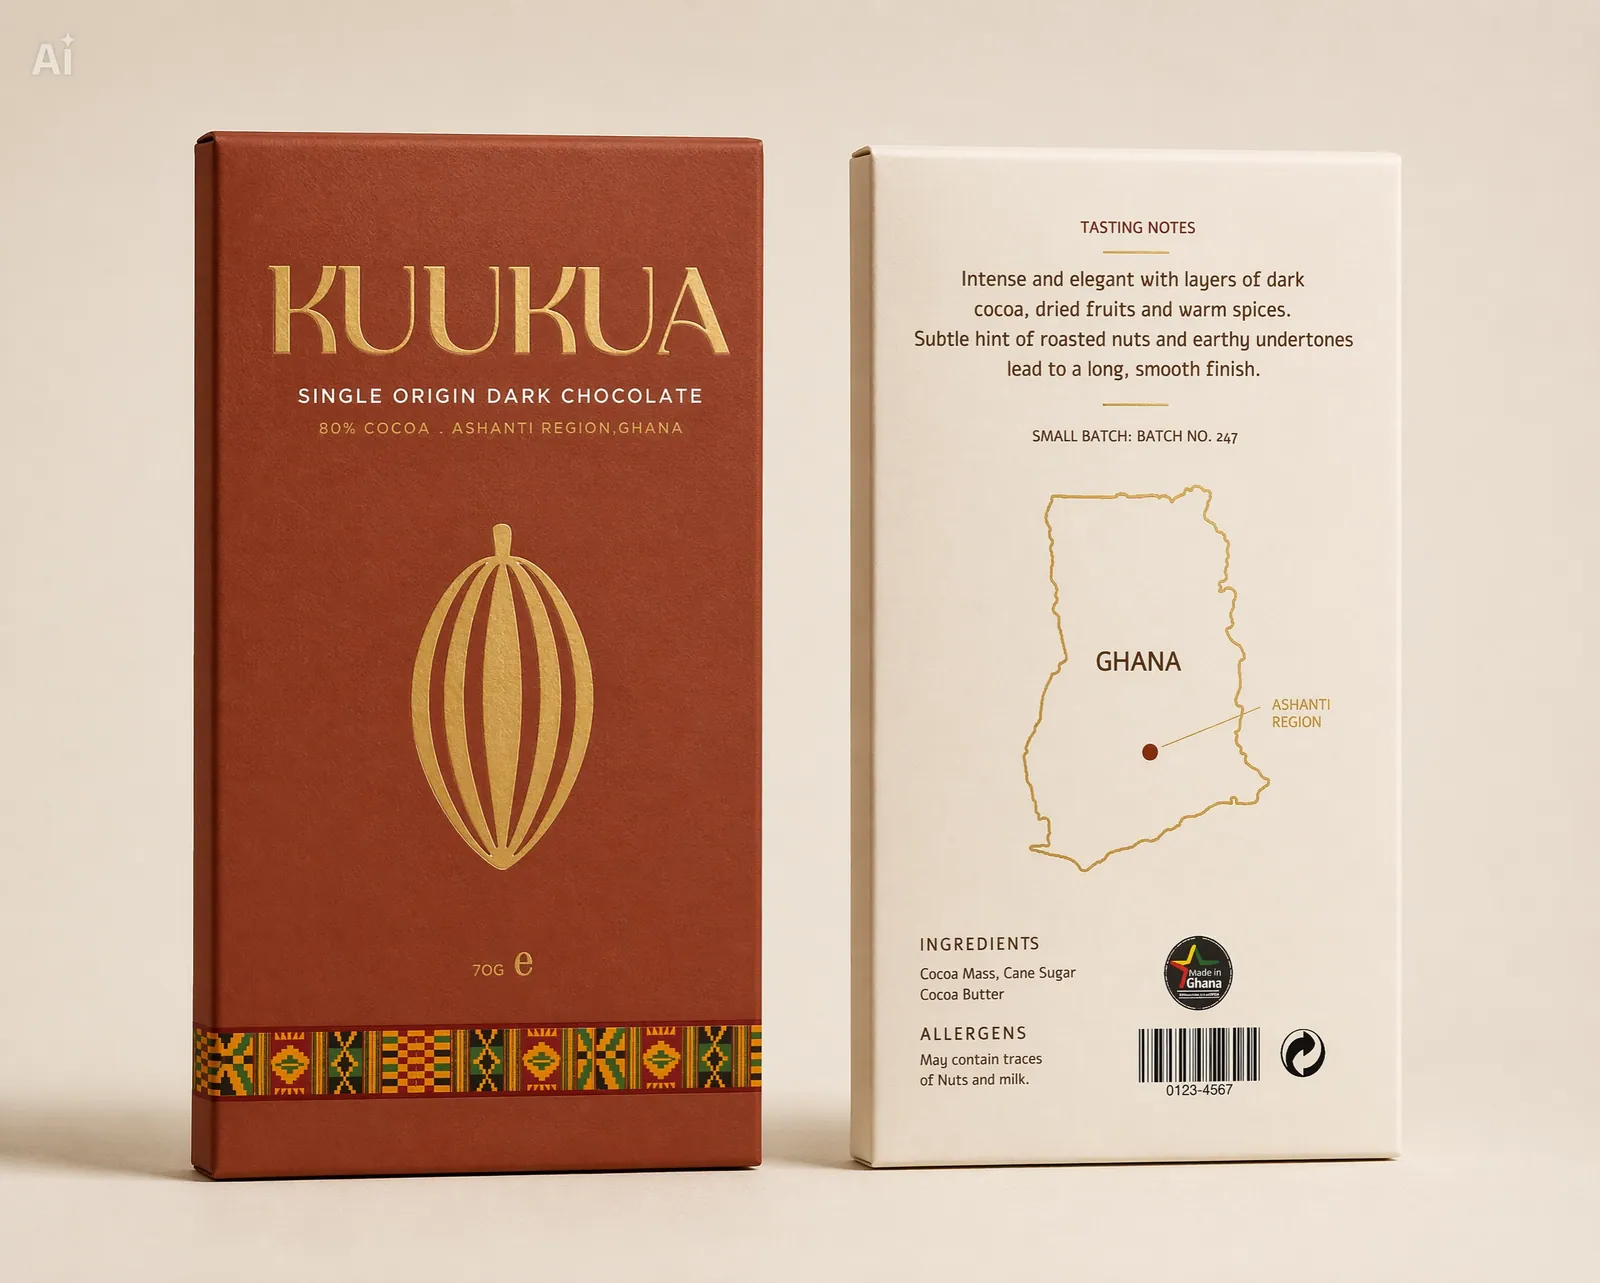 Ai
KUUKUA
SINGLE ORIGIN DARK CHOCOLATE
80% COCOA . ASHANTI REGION,GHANA
70G e
TASTING NOTES
Intense and elegant with layers of dark
cocoa, dried fruits and warm spices.
Subtle hint of roasted nuts and earthy undertones
lead to a long, smooth finish.
SMALL BATCH: BATCH NO. 247
GHANA
ASHANTI
REGION
INGREDIENTS
Cocoa Mass, Cane Sugar
Cocoa Butter
Made in
Ghana
ALLERGENS
May contain traces
of Nuts and milk.
0123-4567